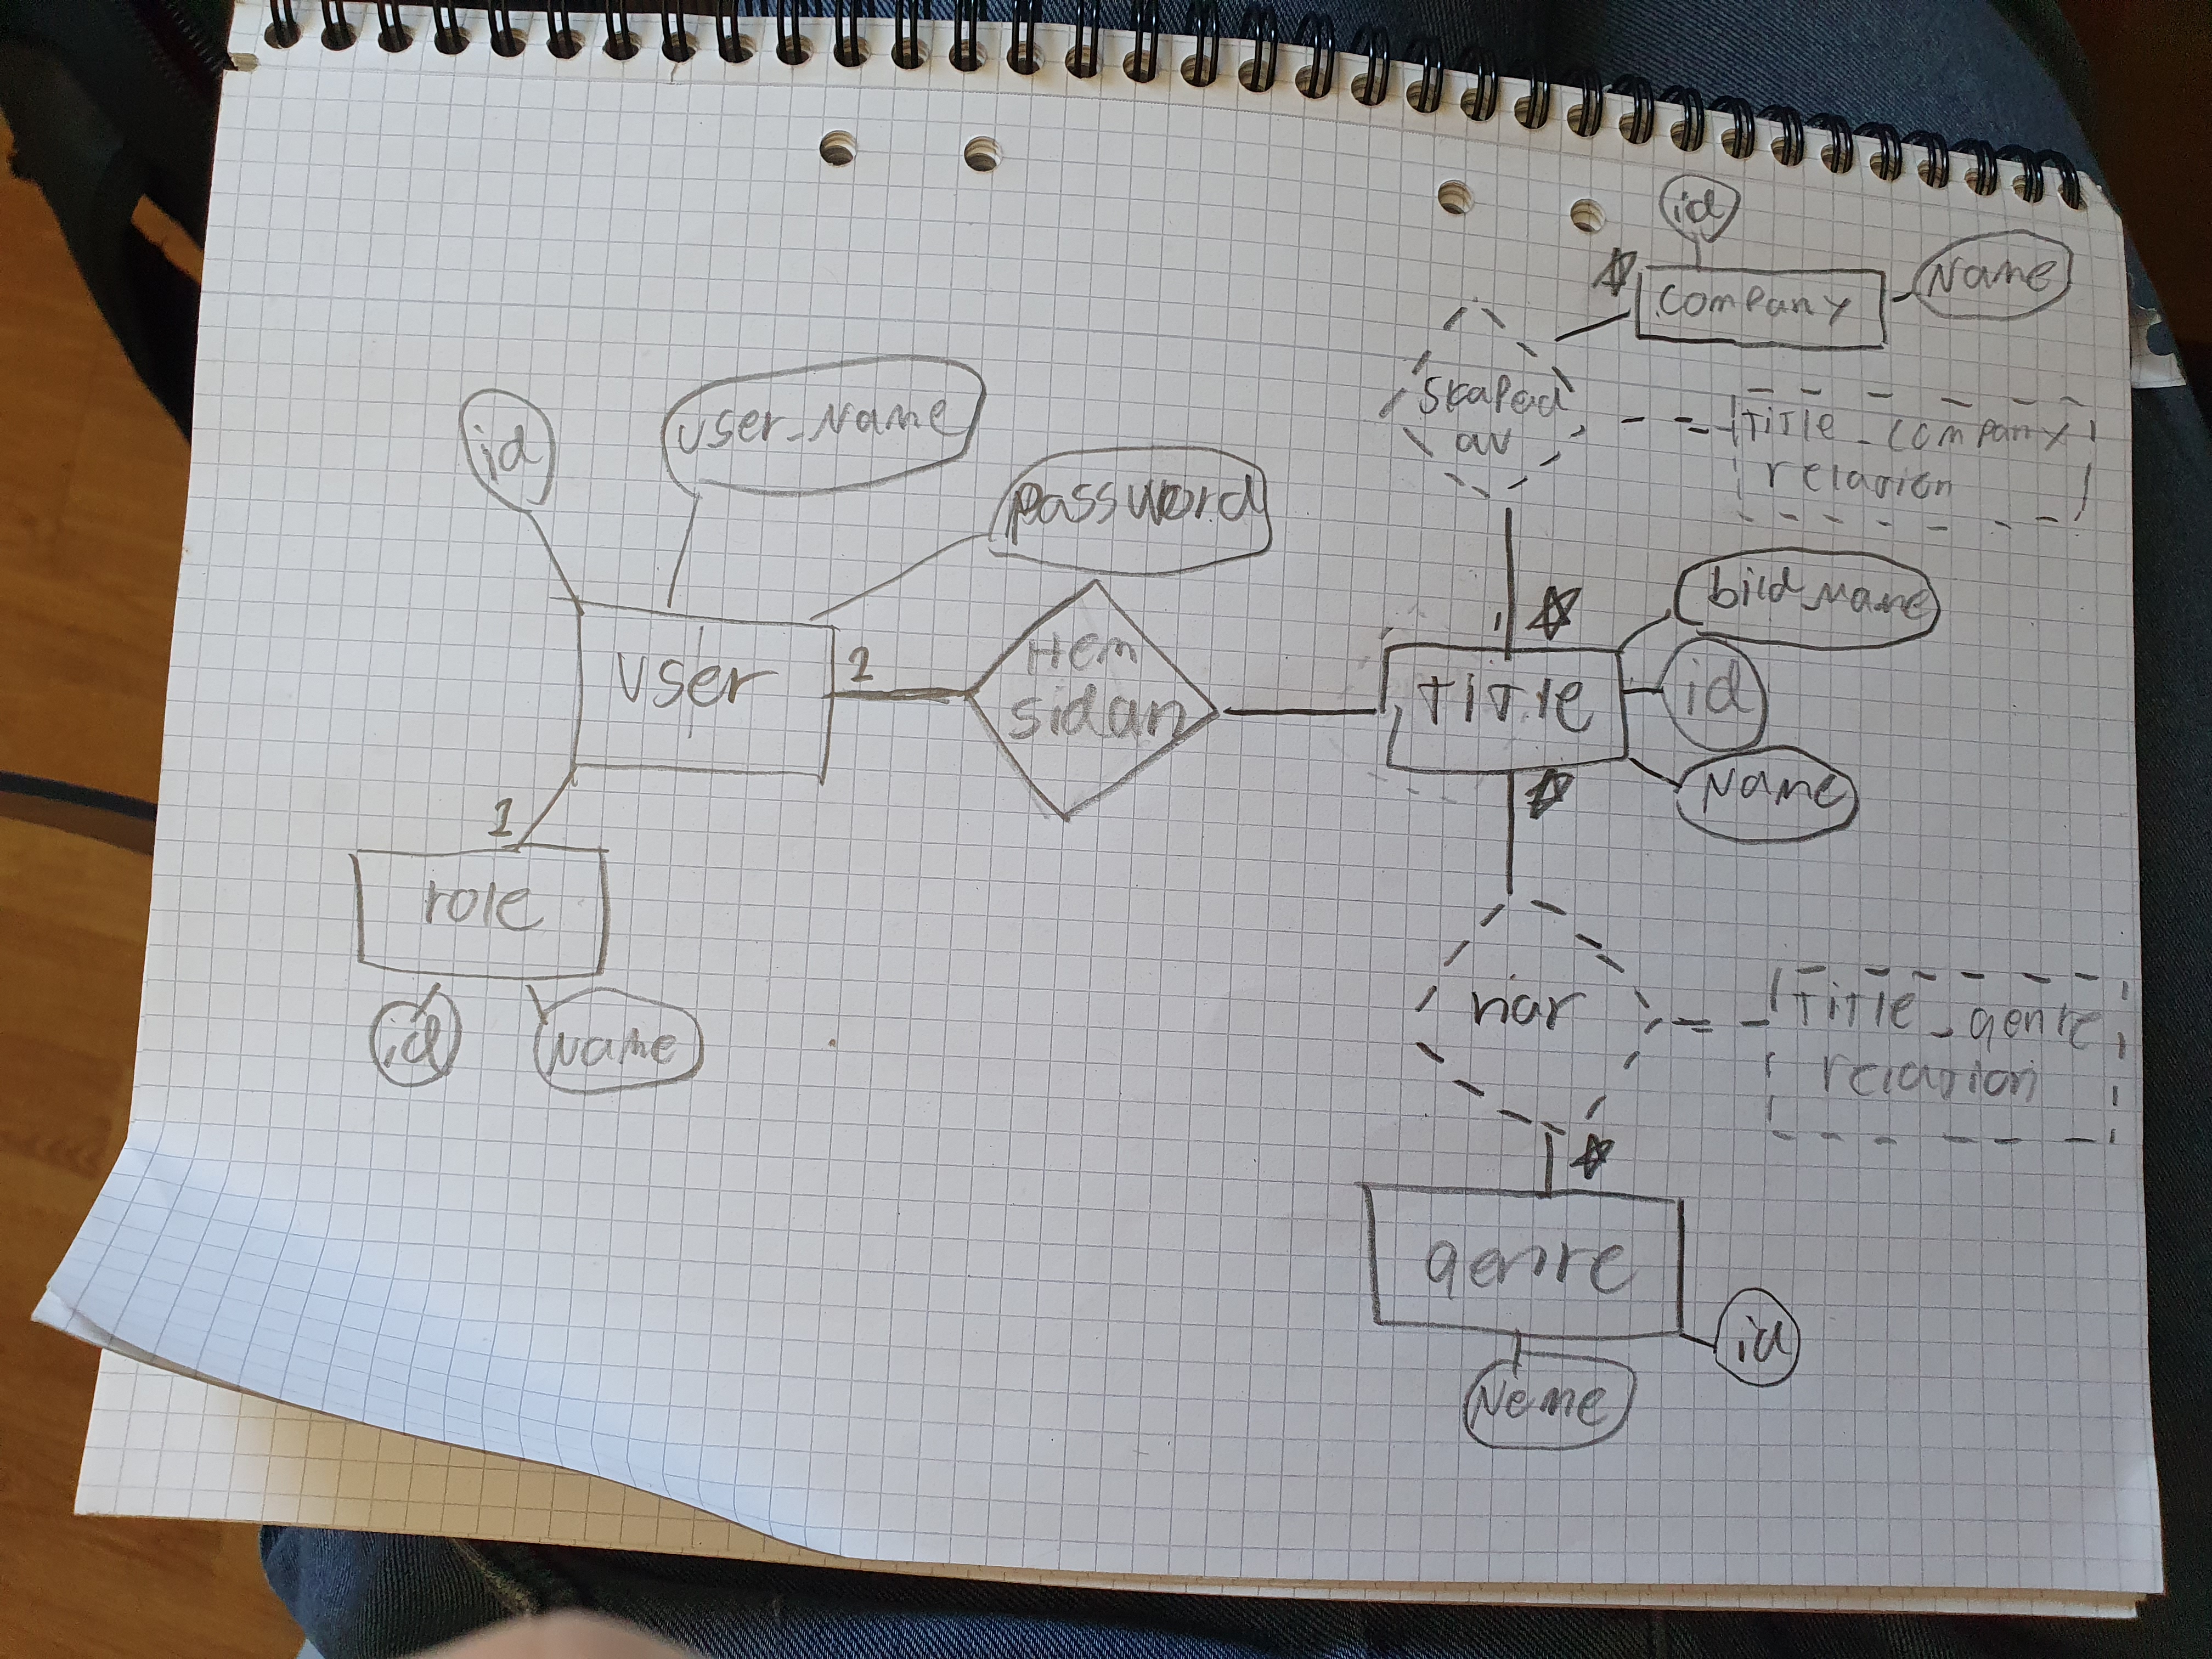 id
company
Name
skapad
av
Title_company
relation
id
user_name
password
bild_name
user
1
Hem
sidan
TITle
id
Name
1
role
id
Name
har
Title_genre
relation
genre
id
Neme